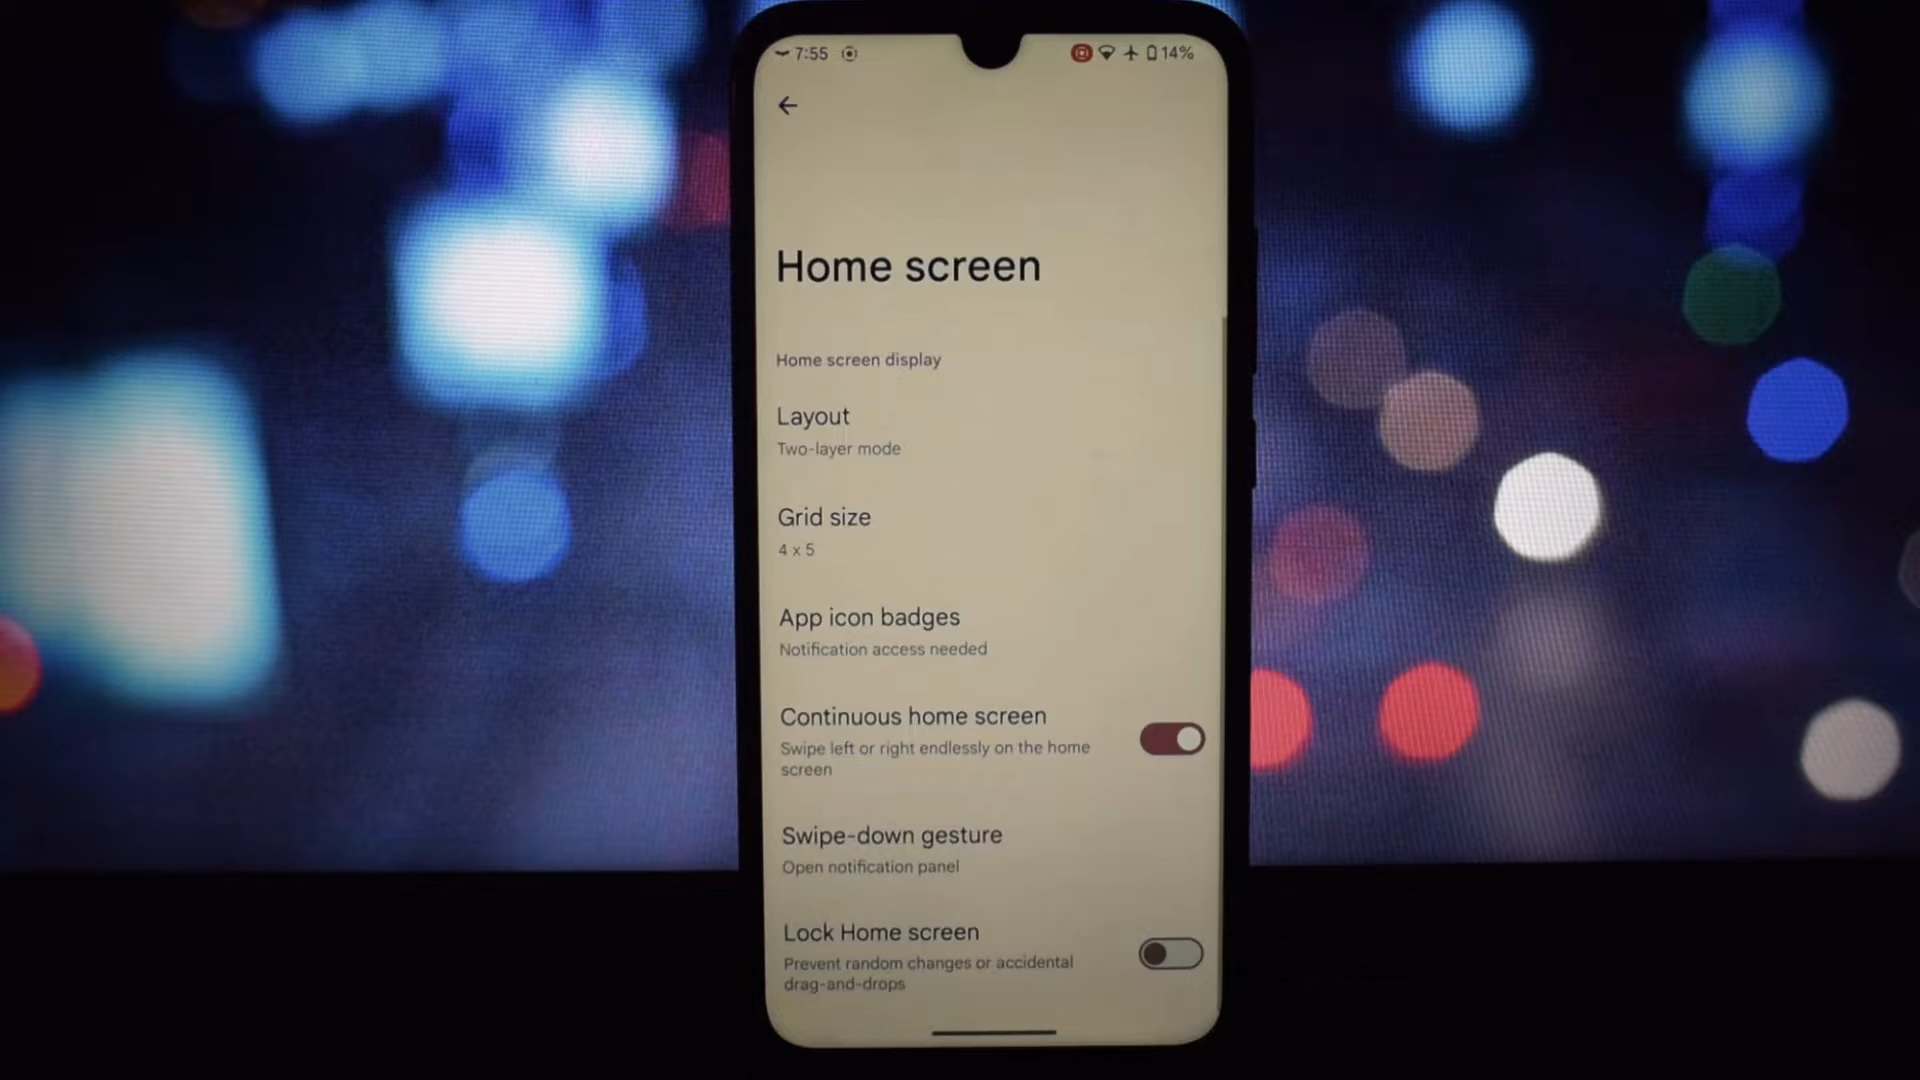 7:55 14%
Home screen
Home screen display
Layout
Two-layer mode
Grid size
4 x 5
App icon badges
Notification access needed
Continuous home screen
Swipe left or right endlessly on the home
screen
Swipe-down gesture
Open notification panel
Lock Home screen
Prevent random changes or accidental
drag-and-drops